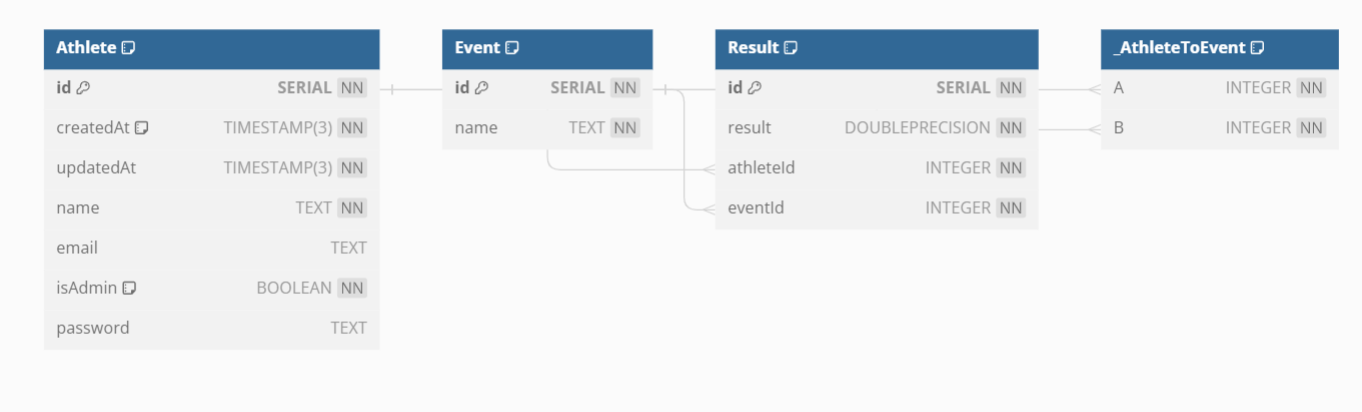 Athlete
id SERIAL NN
createdAt TIMESTAMP(3) NN
updatedAt TIMESTAMP(3) NN
name TEXT NN
email TEXT
isAdmin BOOLEAN NN
password TEXT
Event
id SERIAL NN
name TEXT NN
Result
id SERIAL NN
result DOUBLEPRECISION NN
athleteId INTEGER NN
eventId INTEGER NN
_AthleteToEvent
A INTEGER NN
B INTEGER NN